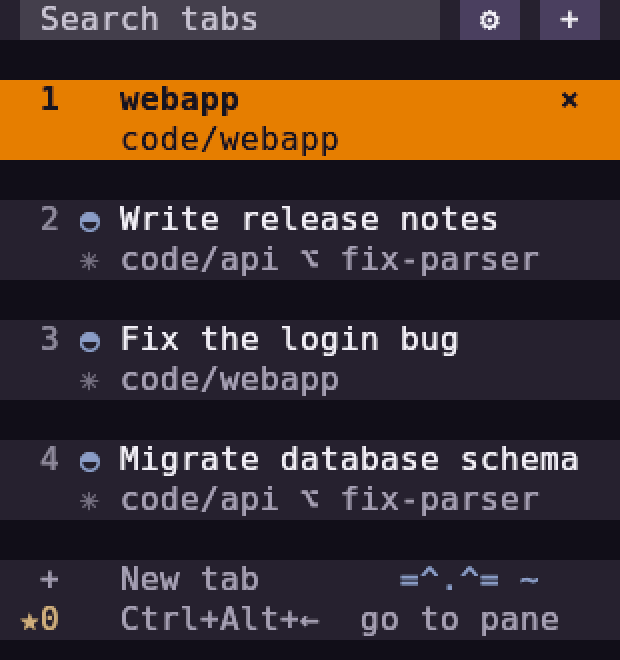 Search tabs ⚙ +
1 webapp ×
code/webapp
2 ◒ Write release notes
✳ code/api ⌥ fix-parser
3 ◒ Fix the login bug
✳ code/webapp
4 ◒ Migrate database schema
✳ code/api ⌥ fix-parser
+ New tab =^.^= ~
★0 Ctrl+Alt+← go to pane